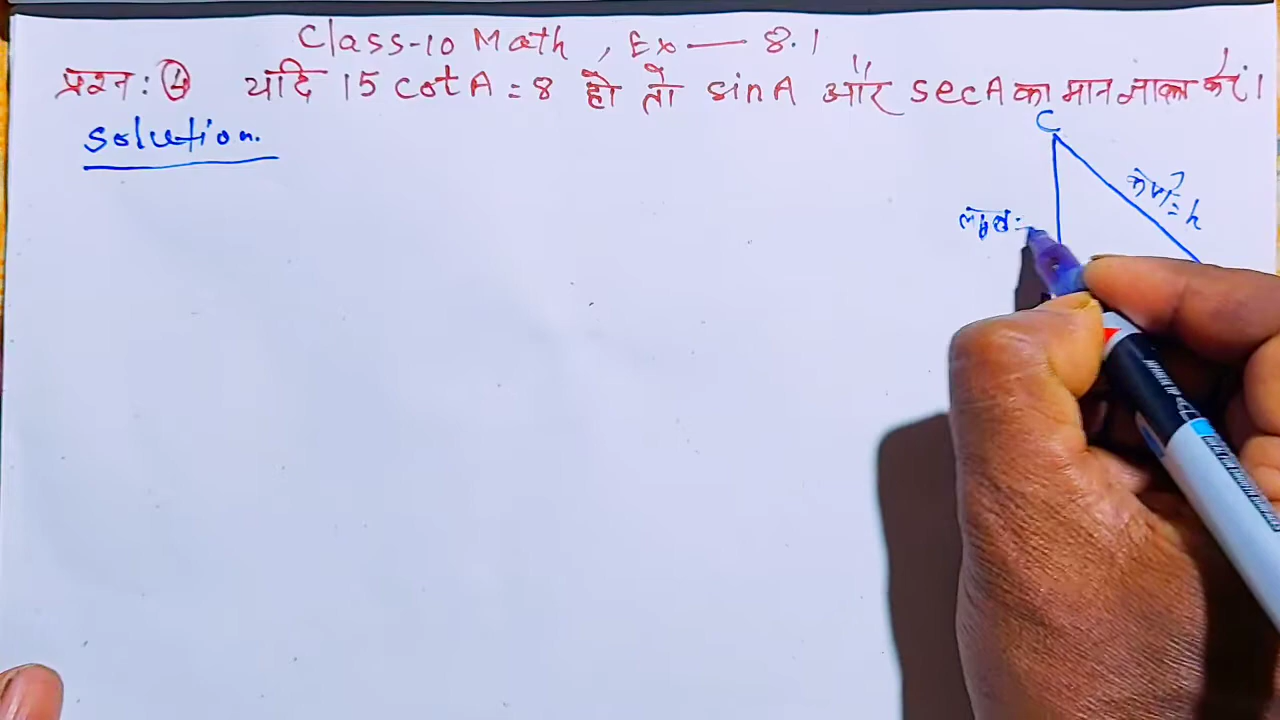 Class-10 Math, Ex — 8.1
प्रश्न: ④ यदि 15 cot A = 8 हो तो sin A और sec A का मान ज्ञात करें।
Solution.
C
कर्ण = h
लम्ब =